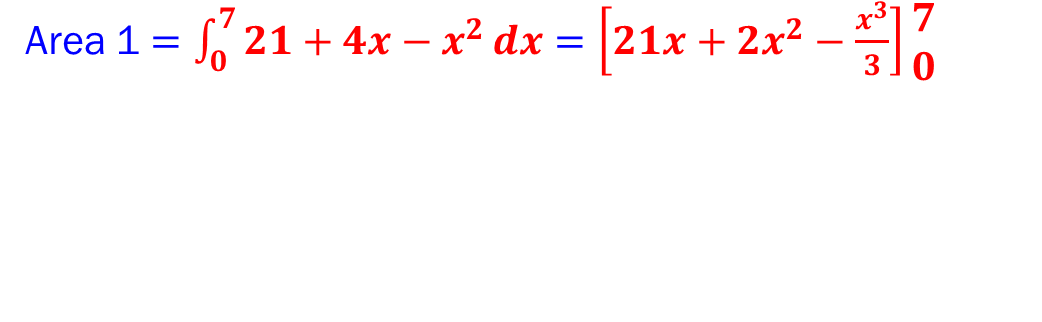 Area 1 = ∫₀⁷ 21 + 4x − x² dx = [21x + 2x² − x³/3]₀⁷